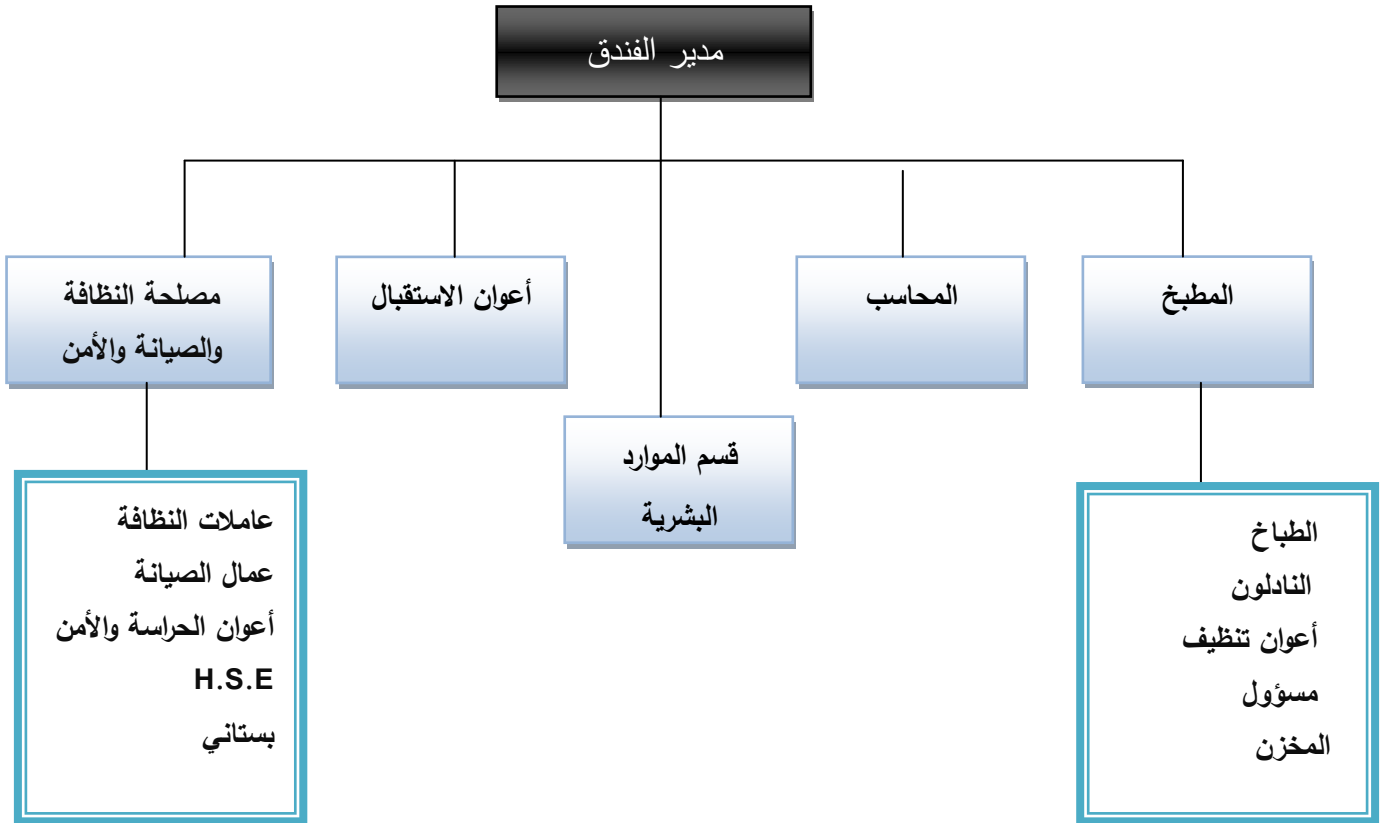 مدير الفندق
المطبخ
المحاسب
أعوان الاستقبال
مصلحة النظافة
والصيانة والأمن
قسم الموارد
البشرية
الطباخ
النادلون
أعوان تنظيف
مسؤول
المخزن
عاملات النظافة
عمال الصيانة
أعوان الحراسة والأمن
H.S.E
بستاني